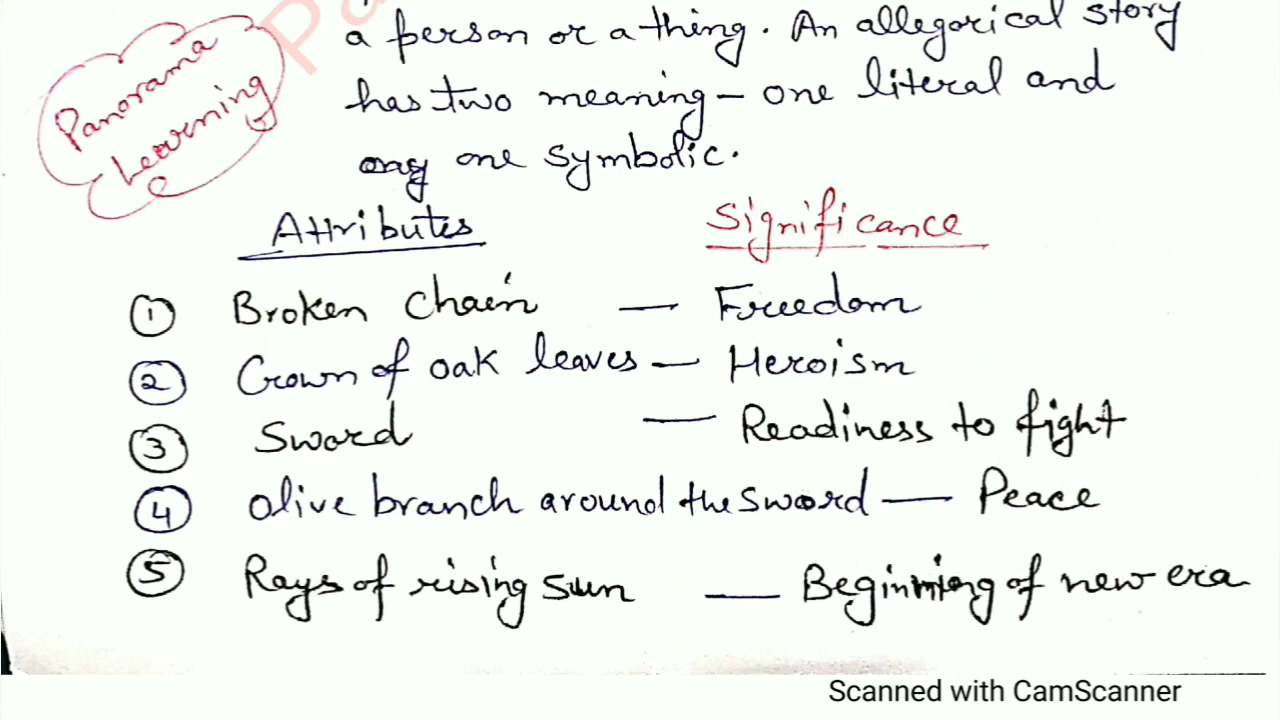 a person or a thing. An allegorical story
Panorama
Learning
has two meaning - one literal and
one symbolic.
Attributes Significance
① Broken Chain — Freedom
② Crown of oak leaves — Heroism
③ Sword — Readiness to fight
④ Olive branch around the sword — Peace
⑤ Rays of rising sun — Beginning of new era
Scanned with CamScanner